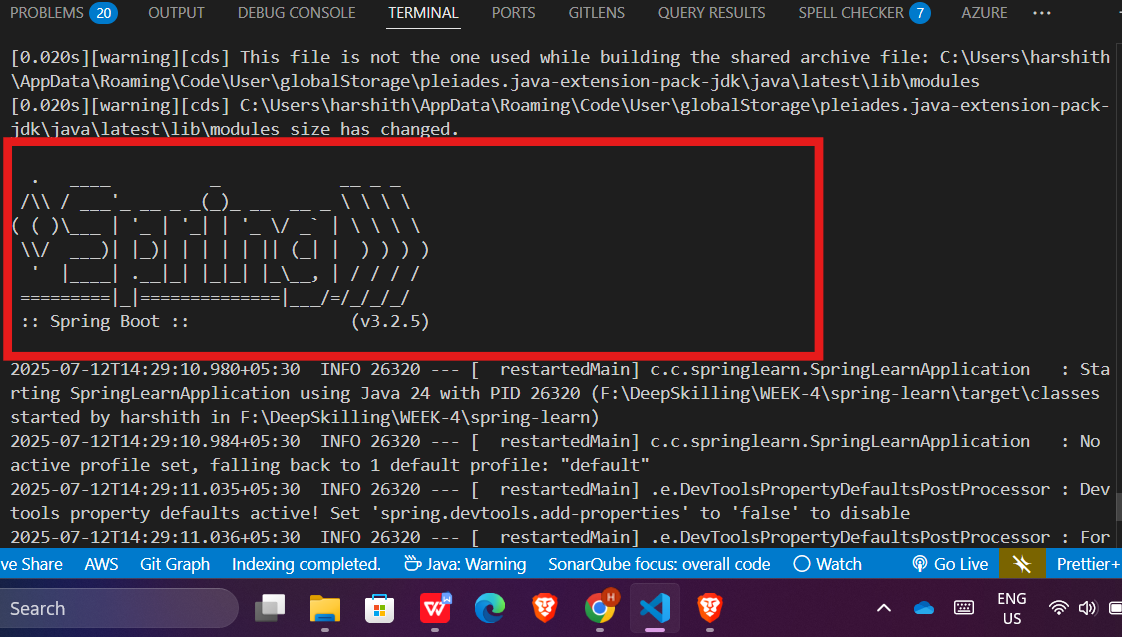 PROBLEMS 20 OUTPUT DEBUG CONSOLE TERMINAL PORTS GITLENS QUERY RESULTS SPELL CHECKER 7 AZURE ···
[0.020s][warning][cds] This file is not the one used while building the shared archive file: C:\Users\harshith
\AppData\Roaming\Code\User\globalStorage\pleiades.java-extension-pack-jdk\java\latest\lib\modules
[0.020s][warning][cds] C:\Users\harshith\AppData\Roaming\Code\User\globalStorage\pleiades.java-extension-pack-
jdk\java\latest\lib\modules size has changed.
  .   ____          _            __ _ _
 /\\ / ___'_ __ _ _(_)_ __  __ _ \ \ \ \
( ( )\___ | '_ | '_| | '_ \/ _` | \ \ \ \
 \\/  ___)| |_)| | | | | || (_| |  ) ) ) )
  '  |____| .__|_| |_|_| |_\__, | / / / /
 =========|_|==============|___/=/_/_/_/
 :: Spring Boot ::                (v3.2.5)
2025-07-12T14:29:10.980+05:30  INFO 26320 --- [  restartedMain] c.c.springlearn.SpringLearnApplication   : Sta
rting SpringLearnApplication using Java 24 with PID 26320 (F:\DeepSkilling\WEEK-4\spring-learn\target\classes
started by harshith in F:\DeepSkilling\WEEK-4\spring-learn)
2025-07-12T14:29:10.984+05:30  INFO 26320 --- [  restartedMain] c.c.springlearn.SpringLearnApplication   : No
active profile set, falling back to 1 default profile: "default"
2025-07-12T14:29:11.035+05:30  INFO 26320 --- [  restartedMain] .e.DevToolsPropertyDefaultsPostProcessor : Dev
tools property defaults active! Set 'spring.devtools.add-properties' to 'false' to disable
2025-07-12T14:29:11.036+05:30  INFO 26320 --- [  restartedMain] .e.DevToolsPropertyDefaultsPostProcessor : For
ve Share AWS Git Graph Indexing completed. Java: Warning SonarQube focus: overall code Watch Go Live Prettier+
Search W W H ENG
US